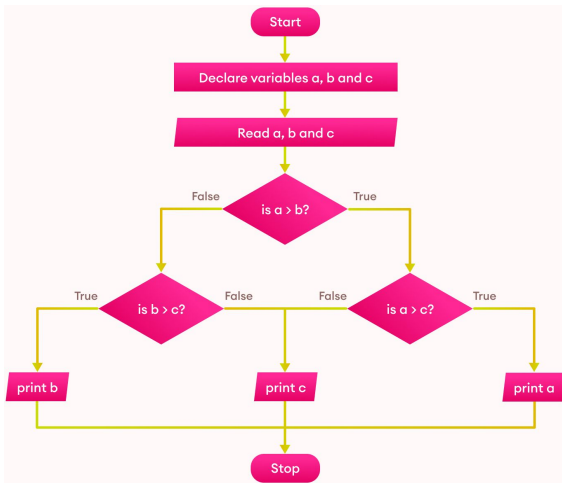 Start
Declare variables a, b and c
Read a, b and c
False
True
is a > b?
True
is b > c?
False
False
is a > c?
True
print b
print c
print a
Stop